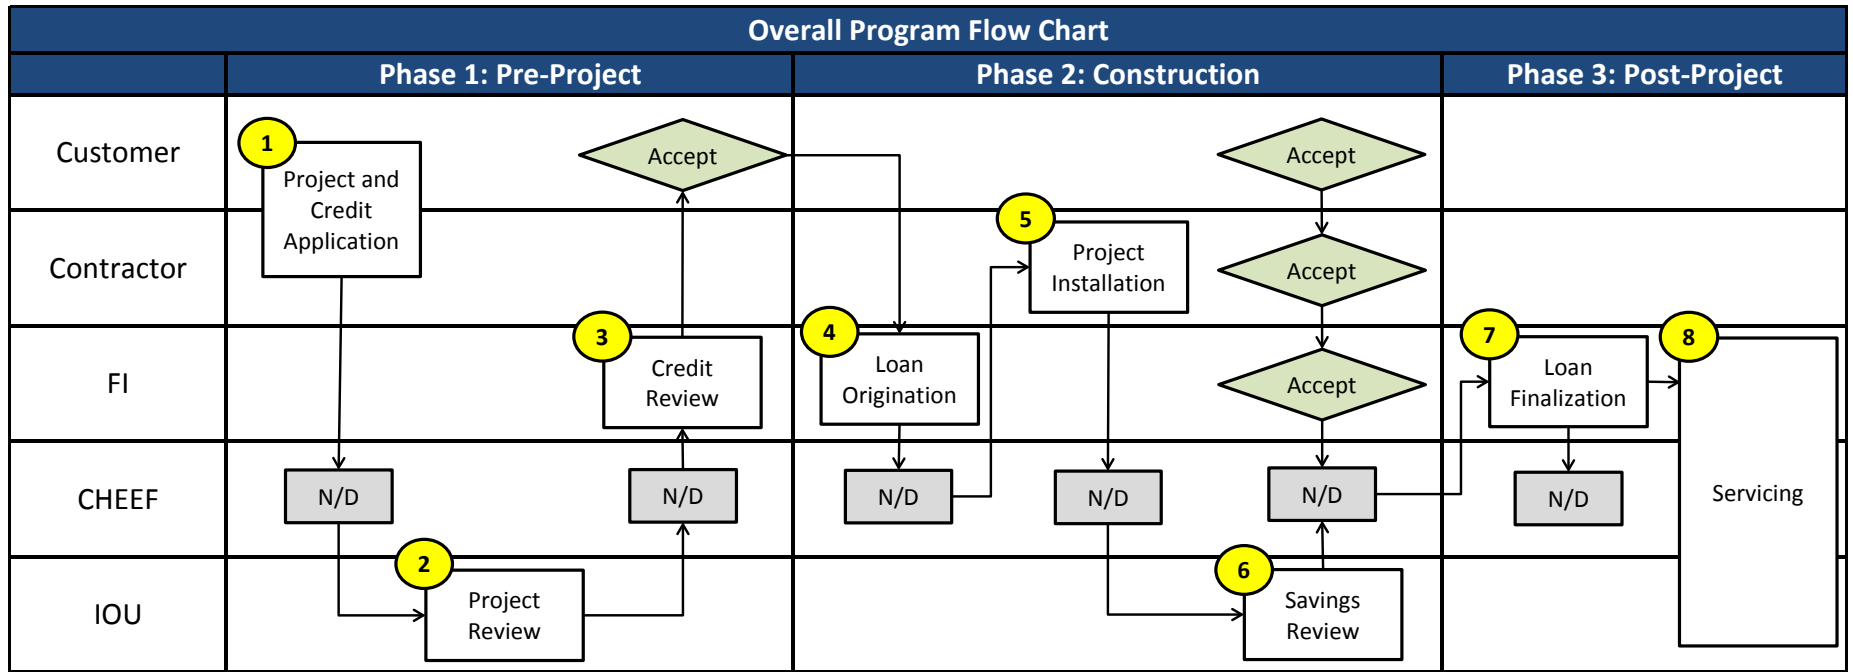 Overall Program Flow Chart
Phase 1: Pre-Project
Phase 2: Construction
Phase 3: Post-Project
Customer
1
Project and
Credit
Application
Accept
Accept
Contractor
5
Project
Installation
Accept
FI
3
Credit
Review
4
Loan
Origination
Accept
7
Loan
Finalization
8
Servicing
CHEEF
N/D
N/D
N/D
N/D
N/D
N/D
IOU
2
Project
Review
6
Savings
Review